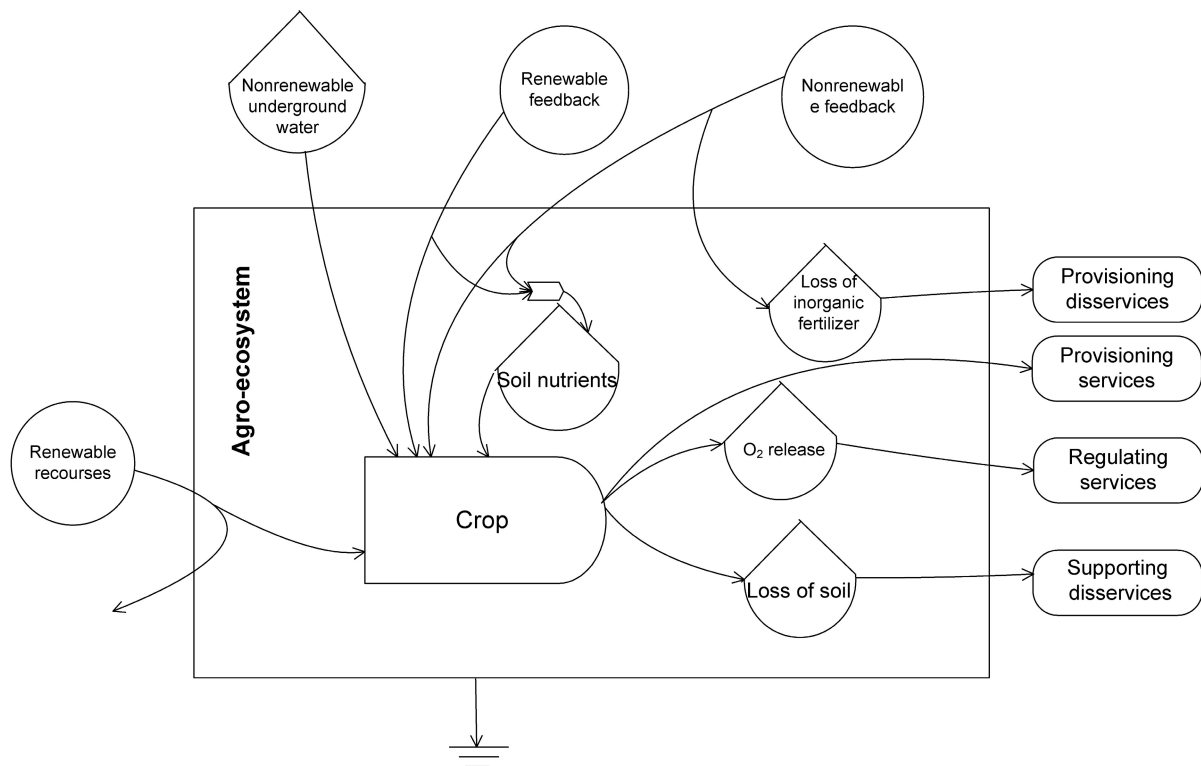 Nonrenewable
underground
water
Renewable
feedback
Nonrenewabl
e feedback
Agro-ecosystem
Loss of
inorganic
fertilizer
Provisioning
disservices
Provisioning
services
Soil nutrients
Renewable
recourses
O₂ release
Regulating
services
Crop
Loss of soil
Supporting
disservices